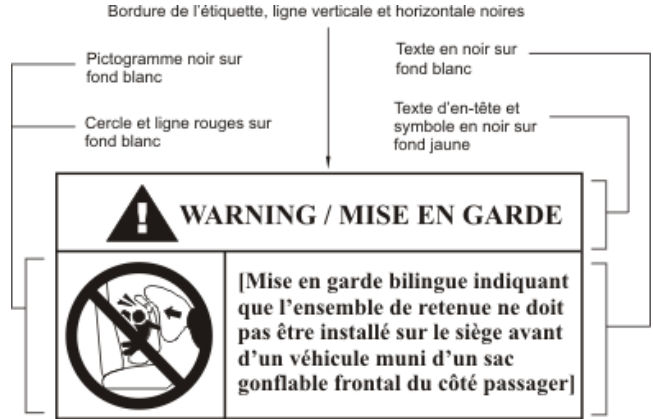 Bordure de l'étiquette, ligne verticale et horizontale noires
Pictogramme noir sur
fond blanc
Texte en noir sur
fond blanc
Cercle et ligne rouges sur
fond blanc
Texte d'en-tête et
symbole en noir sur
fond jaune
WARNING / MISE EN GARDE
[Mise en garde bilingue indiquant
que l'ensemble de retenue ne doit
pas être installé sur le siège avant
d'un véhicule muni d'un sac
gonflable frontal du côté passager]